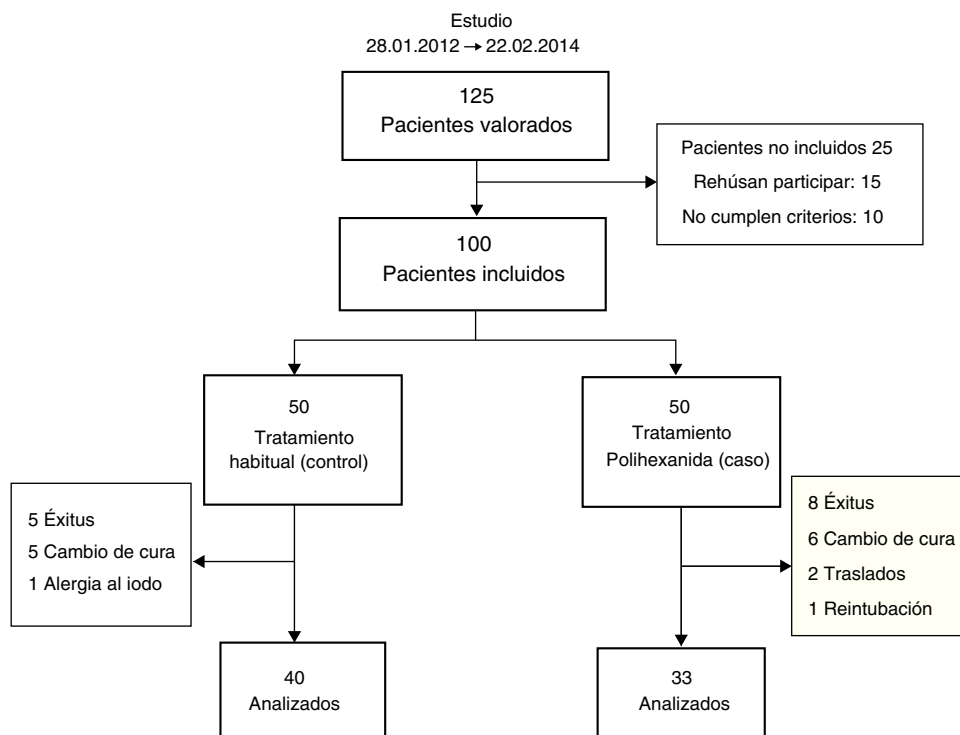 Estudio
28.01.2012 → 22.02.2014
125
Pacientes valorados
Pacientes no incluidos 25
Rehúsan participar: 15
No cumplen criterios: 10
100
Pacientes incluidos
50
Tratamiento
habitual (control)
50
Tratamiento
Polihexanida (caso)
5 Éxitus
5 Cambio de cura
1 Alergia al iodo
8 Éxitus
6 Cambio de cura
2 Traslados
1 Reintubación
40
Analizados
33
Analizados